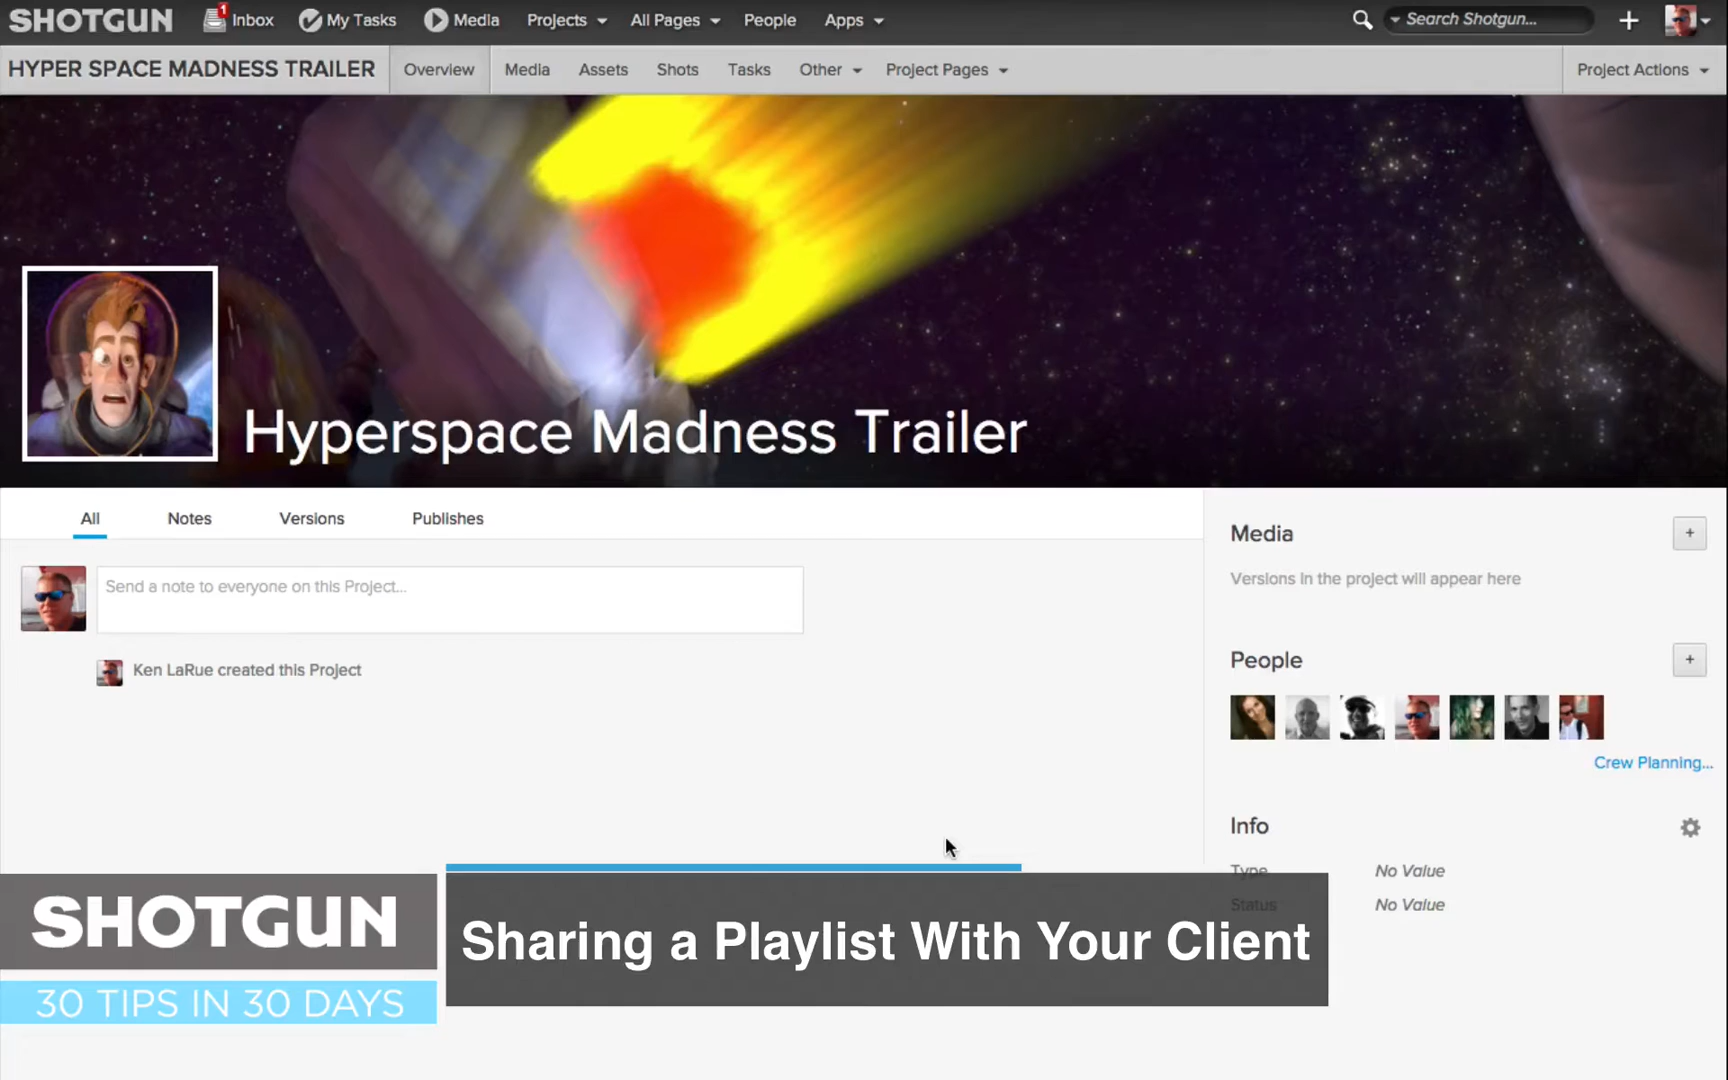 SHOTGUN 1 Inbox My Tasks Media Projects All Pages People Apps Search Shotgun...
HYPER SPACE MADNESS TRAILER Overview Media Assets Shots Tasks Other Project Pages Project Actions
Hyperspace Madness Trailer
All Notes Versions Publishes
Send a note to everyone on this Project...
Ken LaRue created this Project
Media +
Versions in the project will appear here
People +
Crew Planning...
Info
Type No Value
Status No Value
SHOTGUN
30 TIPS IN 30 DAYS
Sharing a Playlist With Your Client